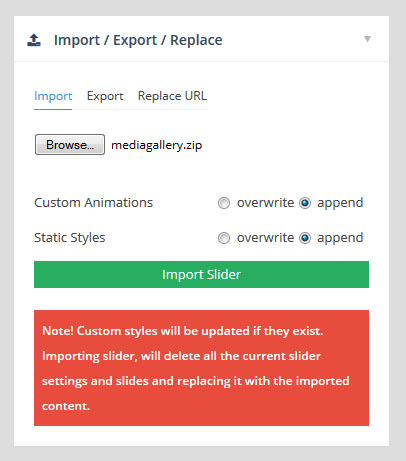 Import / Export / Replace
Import Export Replace URL
Browse... mediagallery.zip
Custom Animations overwrite append
Static Styles overwrite append
Import Slider
Note! Custom styles will be updated if they exist.
Importing slider, will delete all the current slider
settings and slides and replacing it with the imported
content.